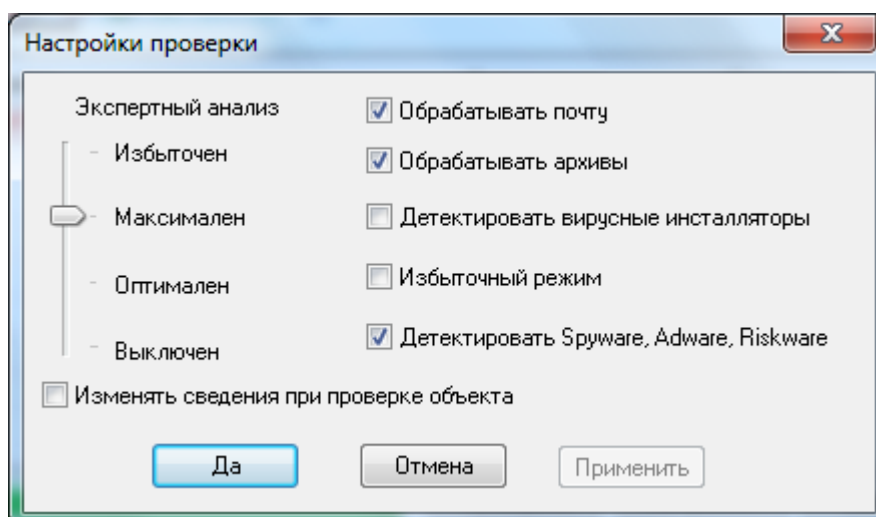 Настройки проверки
Экспертный анализ
Избыточен
Максимален
Оптимален
Выключен
Обрабатывать почту
Обрабатывать архивы
Детектировать вирусные инсталляторы
Избыточный режим
Детектировать Spyware, Adware, Riskware
Изменять сведения при проверке объекта
Да
Отмена
Применить